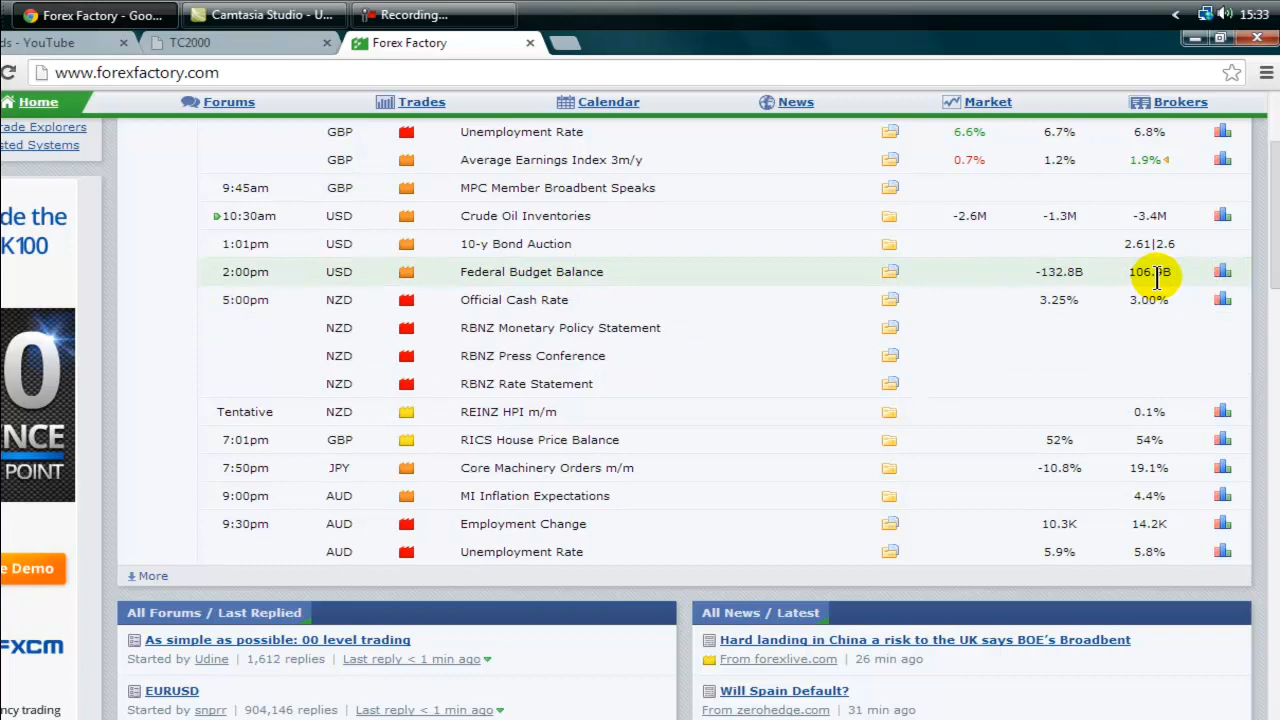 Forex Factory - Goo... Camtasia Studio - U... Recording... 15:33
ds - YouTube TC2000 Forex Factory
www.forexfactory.com
Home Forums Trades Calendar News Market Brokers
rade Explorers
sted Systems
GBP Unemployment Rate 6.6% 6.7% 6.8%
GBP Average Earnings Index 3m/y 0.7% 1.2% 1.9%
9:45am GBP MPC Member Broadbent Speaks
10:30am USD Crude Oil Inventories -2.6M -1.3M -3.4M
1:01pm USD 10-y Bond Auction 2.61|2.6
2:00pm USD Federal Budget Balance -132.8B
5:00pm NZD Official Cash Rate 3.25% 3.00%
NZD RBNZ Monetary Policy Statement
NZD RBNZ Press Conference
NZD RBNZ Rate Statement
Tentative NZD REINZ HPI m/m 0.1%
7:01pm GBP RICS House Price Balance 52% 54%
7:50pm JPY Core Machinery Orders m/m -10.8% 19.1%
9:00pm AUD MI Inflation Expectations 4.4%
9:30pm AUD Employment Change 10.3K 14.2K
AUD Unemployment Rate 5.9% 5.8%
More
ide the
K100
0
NCE
POINT
e Demo
FXCM
ncy trading
All Forums / Last Replied
As simple as possible: 00 level trading
Started by Udine | 1,612 replies | Last reply < 1 min ago
EURUSD
Started by snprr | 904,146 replies | Last reply < 1 min ago
All News / Latest
Hard landing in China a risk to the UK says BOE's Broadbent
From forexlive.com | 26 min ago
Will Spain Default?
From zerohedge.com | 31 min ago